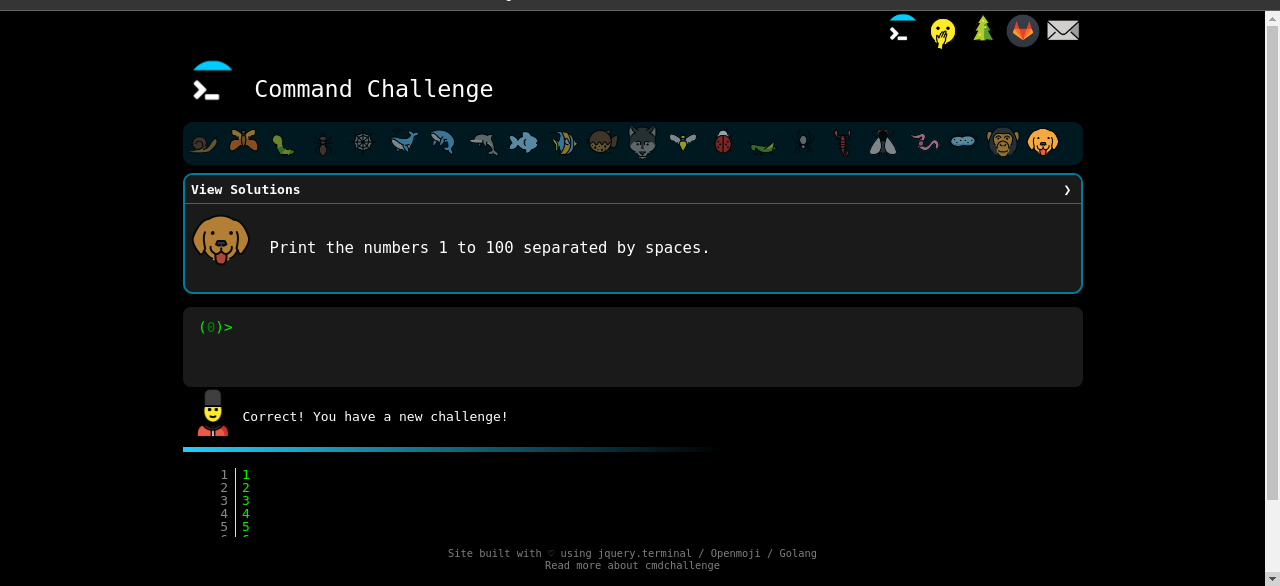 Command Challenge
View Solutions ❯
Print the numbers 1 to 100 separated by spaces.
(0)>
Correct! You have a new challenge!
1 1
2 2
3 3
4 4
5 5
Site built with ♡ using jquery.terminal / Openmoji / Golang
Read more about cmdchallenge